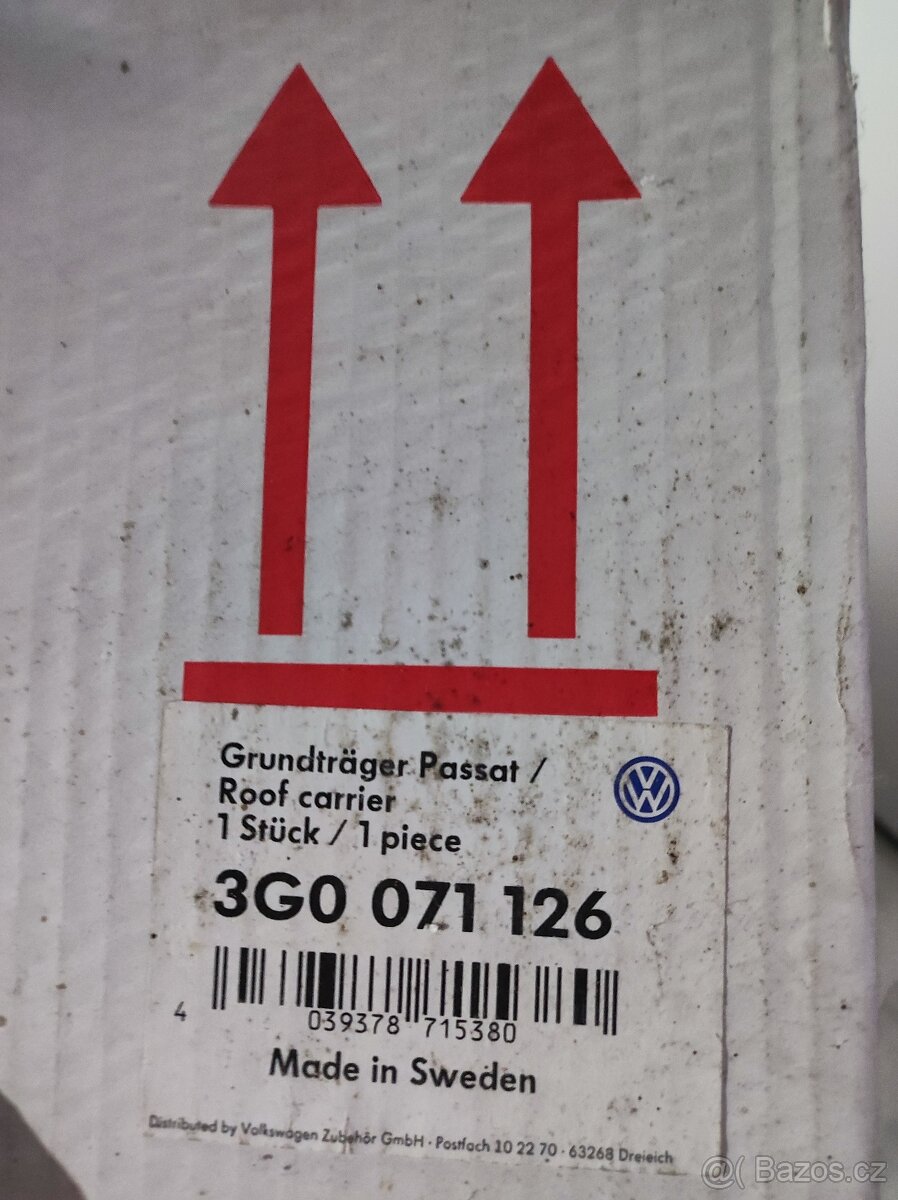 Grundträger Passat /
Roof carrier
1 Stück / 1 piece
3G0 071 126
4 039378 715380
Made in Sweden
Distributed by Volkswagen Zubehör GmbH · Postfach 10 22 70 · 63268 Dreieich
Bazos.cz